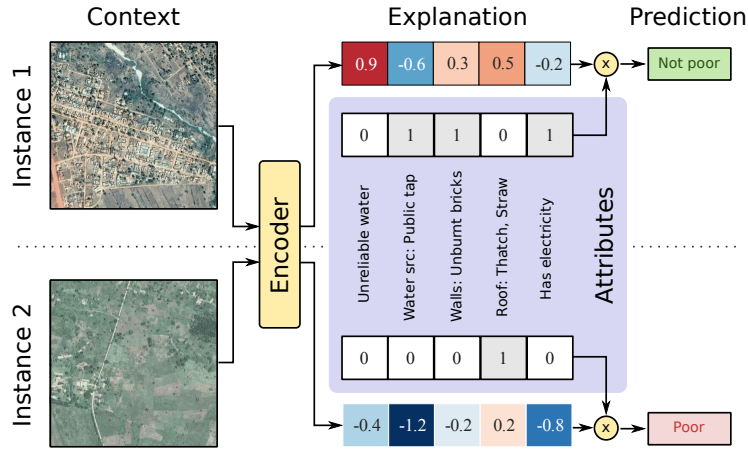 Context
Explanation
Prediction
Instance 1
0.9 -0.6 0.3 0.5 -0.2
x
Not poor
0 1 1 0 1
Encoder
Unreliable water
Water src: Public tap
Walls: Unbumt bricks
Roof: Thatch, Straw
Has electricity
Attributes
Instance 2
0 0 0 1 0
-0.4 -1.2 -0.2 0.2 -0.8
x
Poor